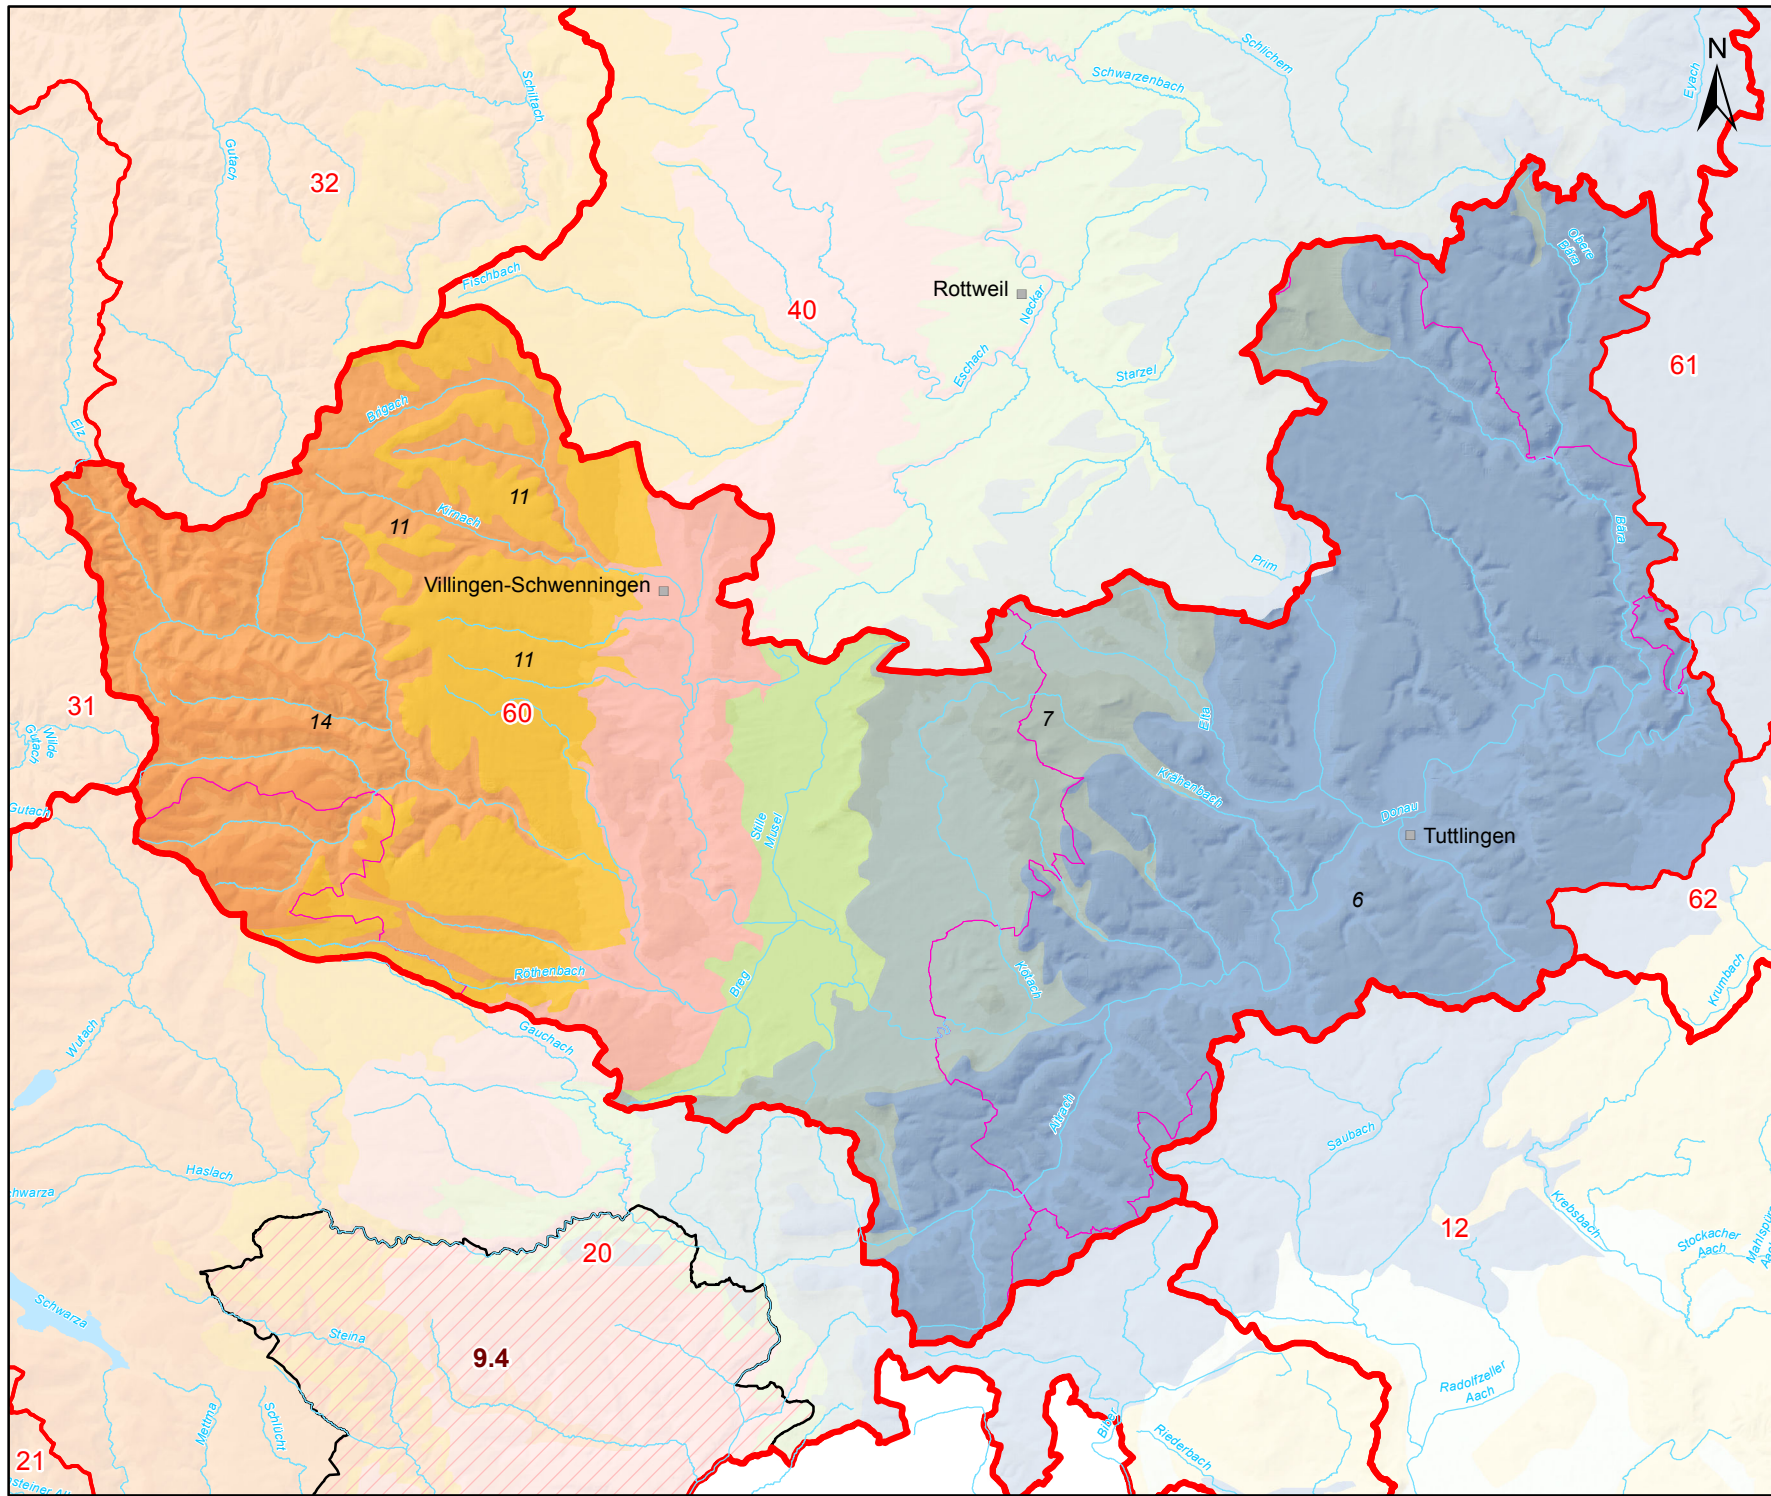 N
Schiltach
Schlichem
Schwarzenbach
Eyach
Gutach
32
Obere
Bära
Fischbach
Rottweil
Neckar
40
61
Eschach
Starzel
Brigach
Elz
11
11
Kirnach
Bära
Prim
Villingen-Schwenningen
11
31
60
14
7
Elta
Wilde
Gutach
Krähenbach
Gutach
Donau
Stille
Musel
Tuttlingen
6
62
Röthenbach
Breg
Kötach
Krumbach
Gauchach
Wutach
Aitrach
Saubach
Haslach
chwarza
Krebsbach
12
Stockacher
Aach
20
Schwarza
Steina
9.4
Radolfzeller
Aach
Mettma
Schlücht
Biber
Riederbach
21